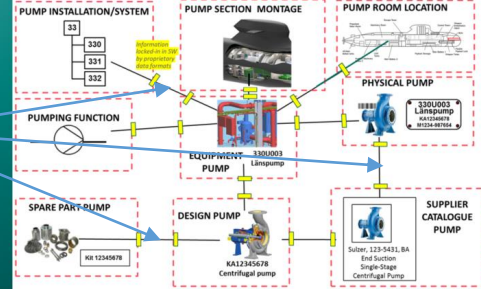 PUMP INSTALLATION/SYSTEM
33
330
331
332
Information
locked-in in SW
by proprietary
data formats
PUMP SECTION MONTAGE
PUMP ROOM LOCATION
PUMPING FUNCTION
EQUIPMENT
PUMP
330U003
Länspump
PHYSICAL PUMP
330U003
Länspump
KA12345678
M1234-987654
SPARE PART PUMP
Kit 12345678
DESIGN PUMP
KA12345678
Centrifugal pump
SUPPLIER
CATALOGUE
PUMP
Sulzer, 123-5431, BA
End Suction
Single-Stage
Centrifugal Pump